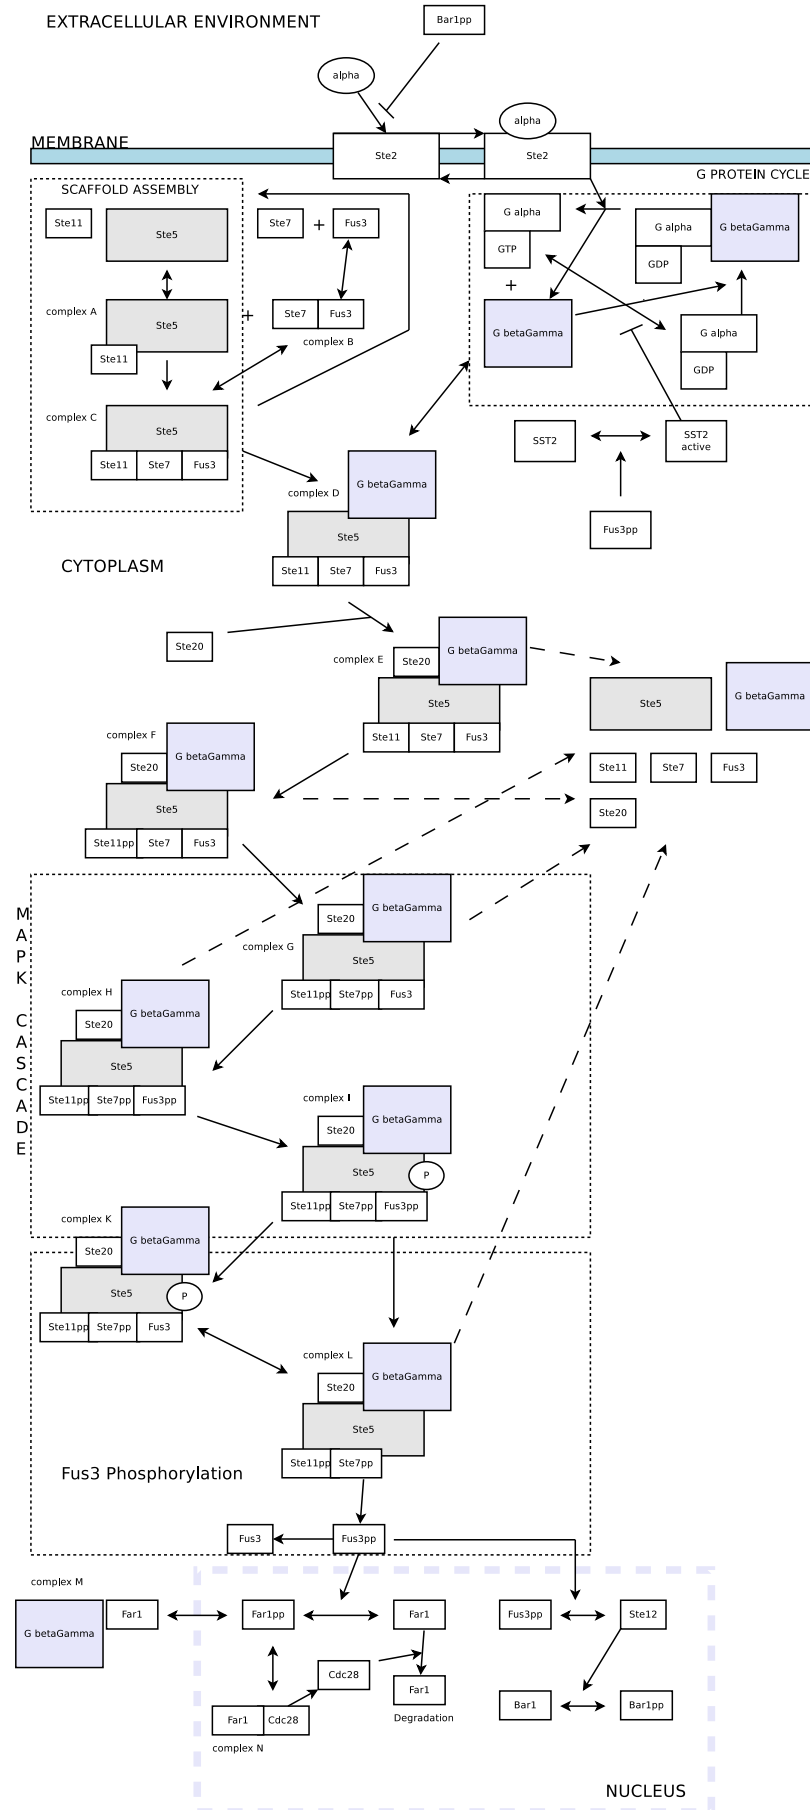 EXTRACELLULAR ENVIRONMENT
Bar1pp
alpha
alpha
MEMBRANE
Ste2
Ste2
G PROTEIN CYCLE
SCAFFOLD ASSEMBLY
Ste11
Ste5
Ste7
+
Fus3
G alpha
GTP
G alpha
GDP
G betaGamma
+
complex A
Ste5
Ste11
+
Ste7
Fus3
complex B
G betaGamma
G alpha
GDP
complex C
Ste5
Ste11
Ste7
Fus3
SST2
SST2
active
Fus3pp
complex D
G betaGamma
Ste5
Ste11
Ste7
Fus3
CYTOPLASM
Ste20
complex E
Ste20
G betaGamma
Ste5
Ste11
Ste7
Fus3
Ste5
G betaGamma
Ste11
Ste7
Fus3
Ste20
complex F
Ste20
G betaGamma
Ste5
Ste11pp
Ste7
Fus3
MAPK CASCADE
complex G
Ste20
G betaGamma
Ste5
Ste11pp
Ste7pp
Fus3
complex H
Ste20
G betaGamma
Ste5
Ste11pp
Ste7pp
Fus3pp
complex I
Ste20
G betaGamma
Ste5
P
Ste11pp
Ste7pp
Fus3pp
complex K
Ste20
G betaGamma
Ste5
P
Ste11pp
Ste7pp
Fus3
complex L
Ste20
G betaGamma
Ste5
Ste11pp
Ste7pp
Fus3 Phosphorylation
Fus3
Fus3pp
complex M
G betaGamma
Far1
Far1pp
Far1
Fus3pp
Ste12
Cdc28
Far1
Degradation
Far1
Cdc28
complex N
Bar1
Bar1pp
NUCLEUS